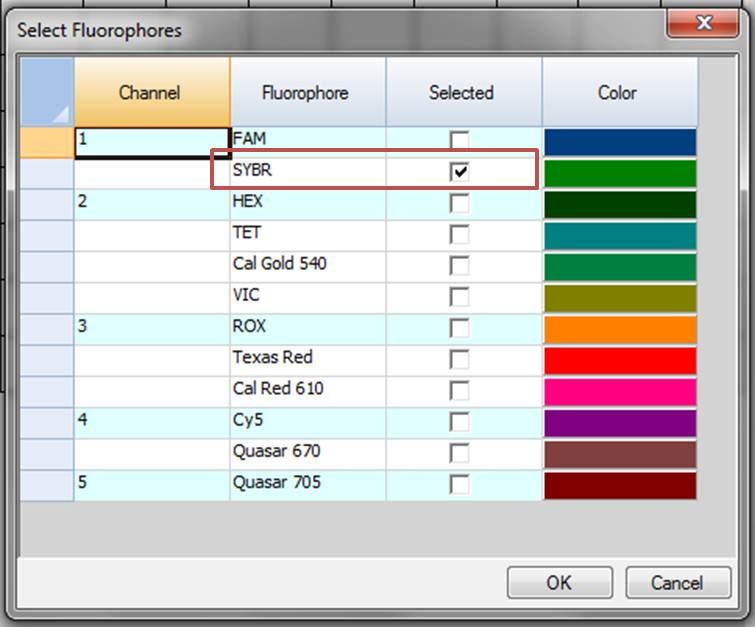 Select Fluorophores
Channel Fluorophore Selected Color
1 FAM
SYBR
2 HEX
TET
Cal Gold 540
VIC
3 ROX
Texas Red
Cal Red 610
4 Cy5
Quasar 670
5 Quasar 705
OK Cancel